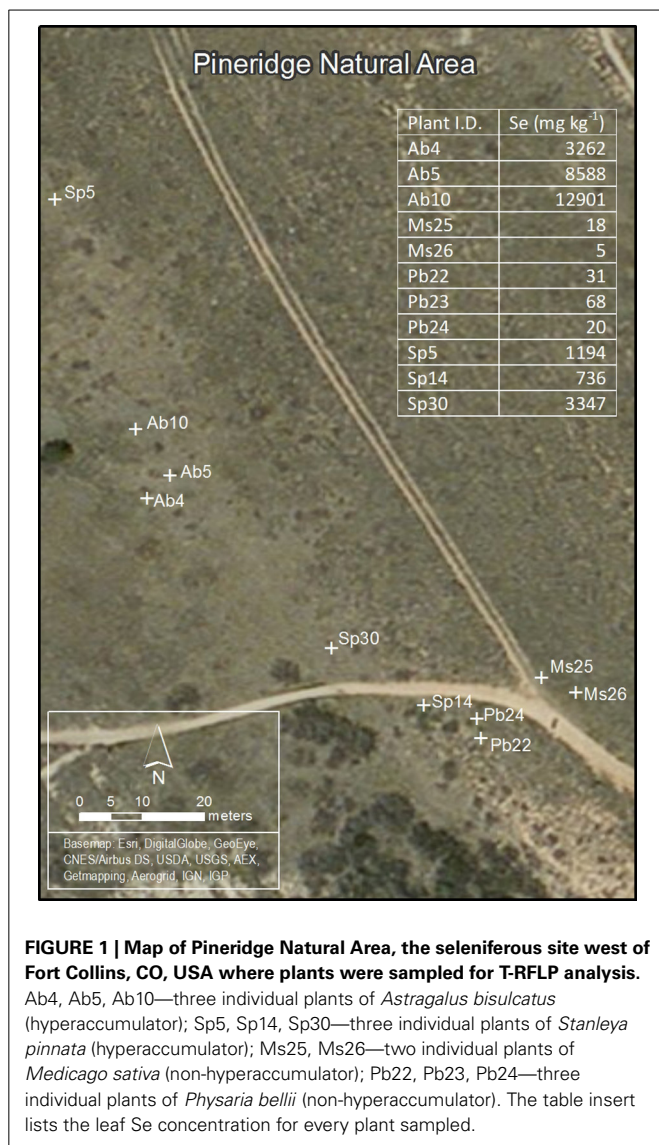 Pineridge Natural Area
Plant I.D. Se (mg kg-1)
Ab4 3262
Ab5 8588
Ab10 12901
Ms25 18
Ms26 5
Pb22 31
Pb23 68
Pb24 20
Sp5 1194
Sp14 736
Sp30 3347
Sp5
Ab10
Ab5
Ab4
Sp30
Ms25
Ms26
Sp14
Pb24
Pb22
N
0 5 10 20
meters
Basemap: Esri, DigitalGlobe, GeoEye,
CNES/Airbus DS, USDA, USGS, AEX,
Getmapping, Aerogrid, IGN, IGP
FIGURE 1 | Map of Pineridge Natural Area, the seleniferous site west of
Fort Collins, CO, USA where plants were sampled for T-RFLP analysis.
Ab4, Ab5, Ab10—three individual plants of Astragalus bisulcatus
(hyperaccumulator); Sp5, Sp14, Sp30—three individual plants of Stanleya
pinnata (hyperaccumulator); Ms25, Ms26—two individual plants of
Medicago sativa (non-hyperaccumulator); Pb22, Pb23, Pb24—three
individual plants of Physaria bellii (non-hyperaccumulator). The table insert
lists the leaf Se concentration for every plant sampled.